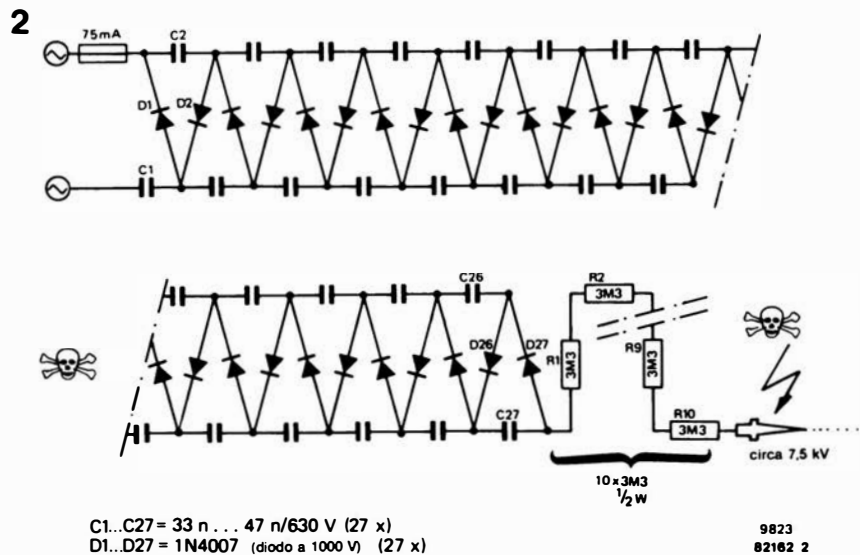 2
75mA
C2
D1
D2
C1
C26
R2
3M3
D26
D27
R1
3M3
R9
3M3
C27
R10
3M3
circa 7,5 kV
10 x 3M3
½ W
C1...C27 = 33 n . . . 47 n/630 V (27 x)
D1...D27 = 1N4007 (diodo a 1000 V) (27 x)
9823
82162 2